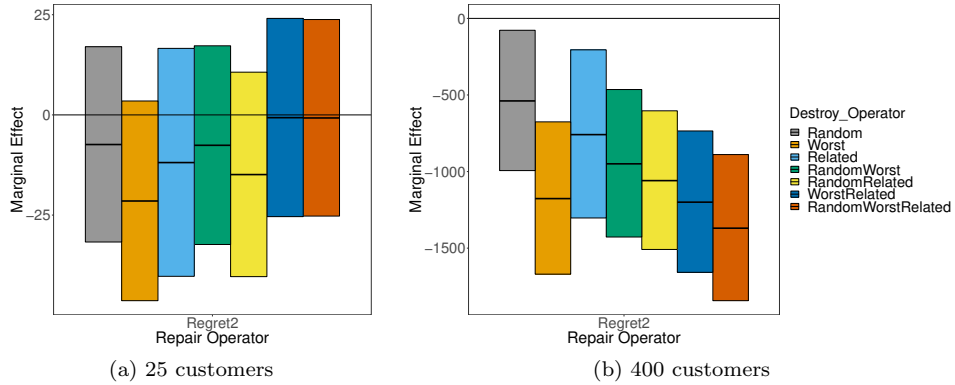 25
0
−25
Marginal Effect
Regret2
Repair Operator
(a) 25 customers
0
−500
−1000
−1500
Marginal Effect
Regret2
Repair Operator
(b) 400 customers
Destroy_Operator
Random
Worst
Related
RandomWorst
RandomRelated
WorstRelated
RandomWorstRelated